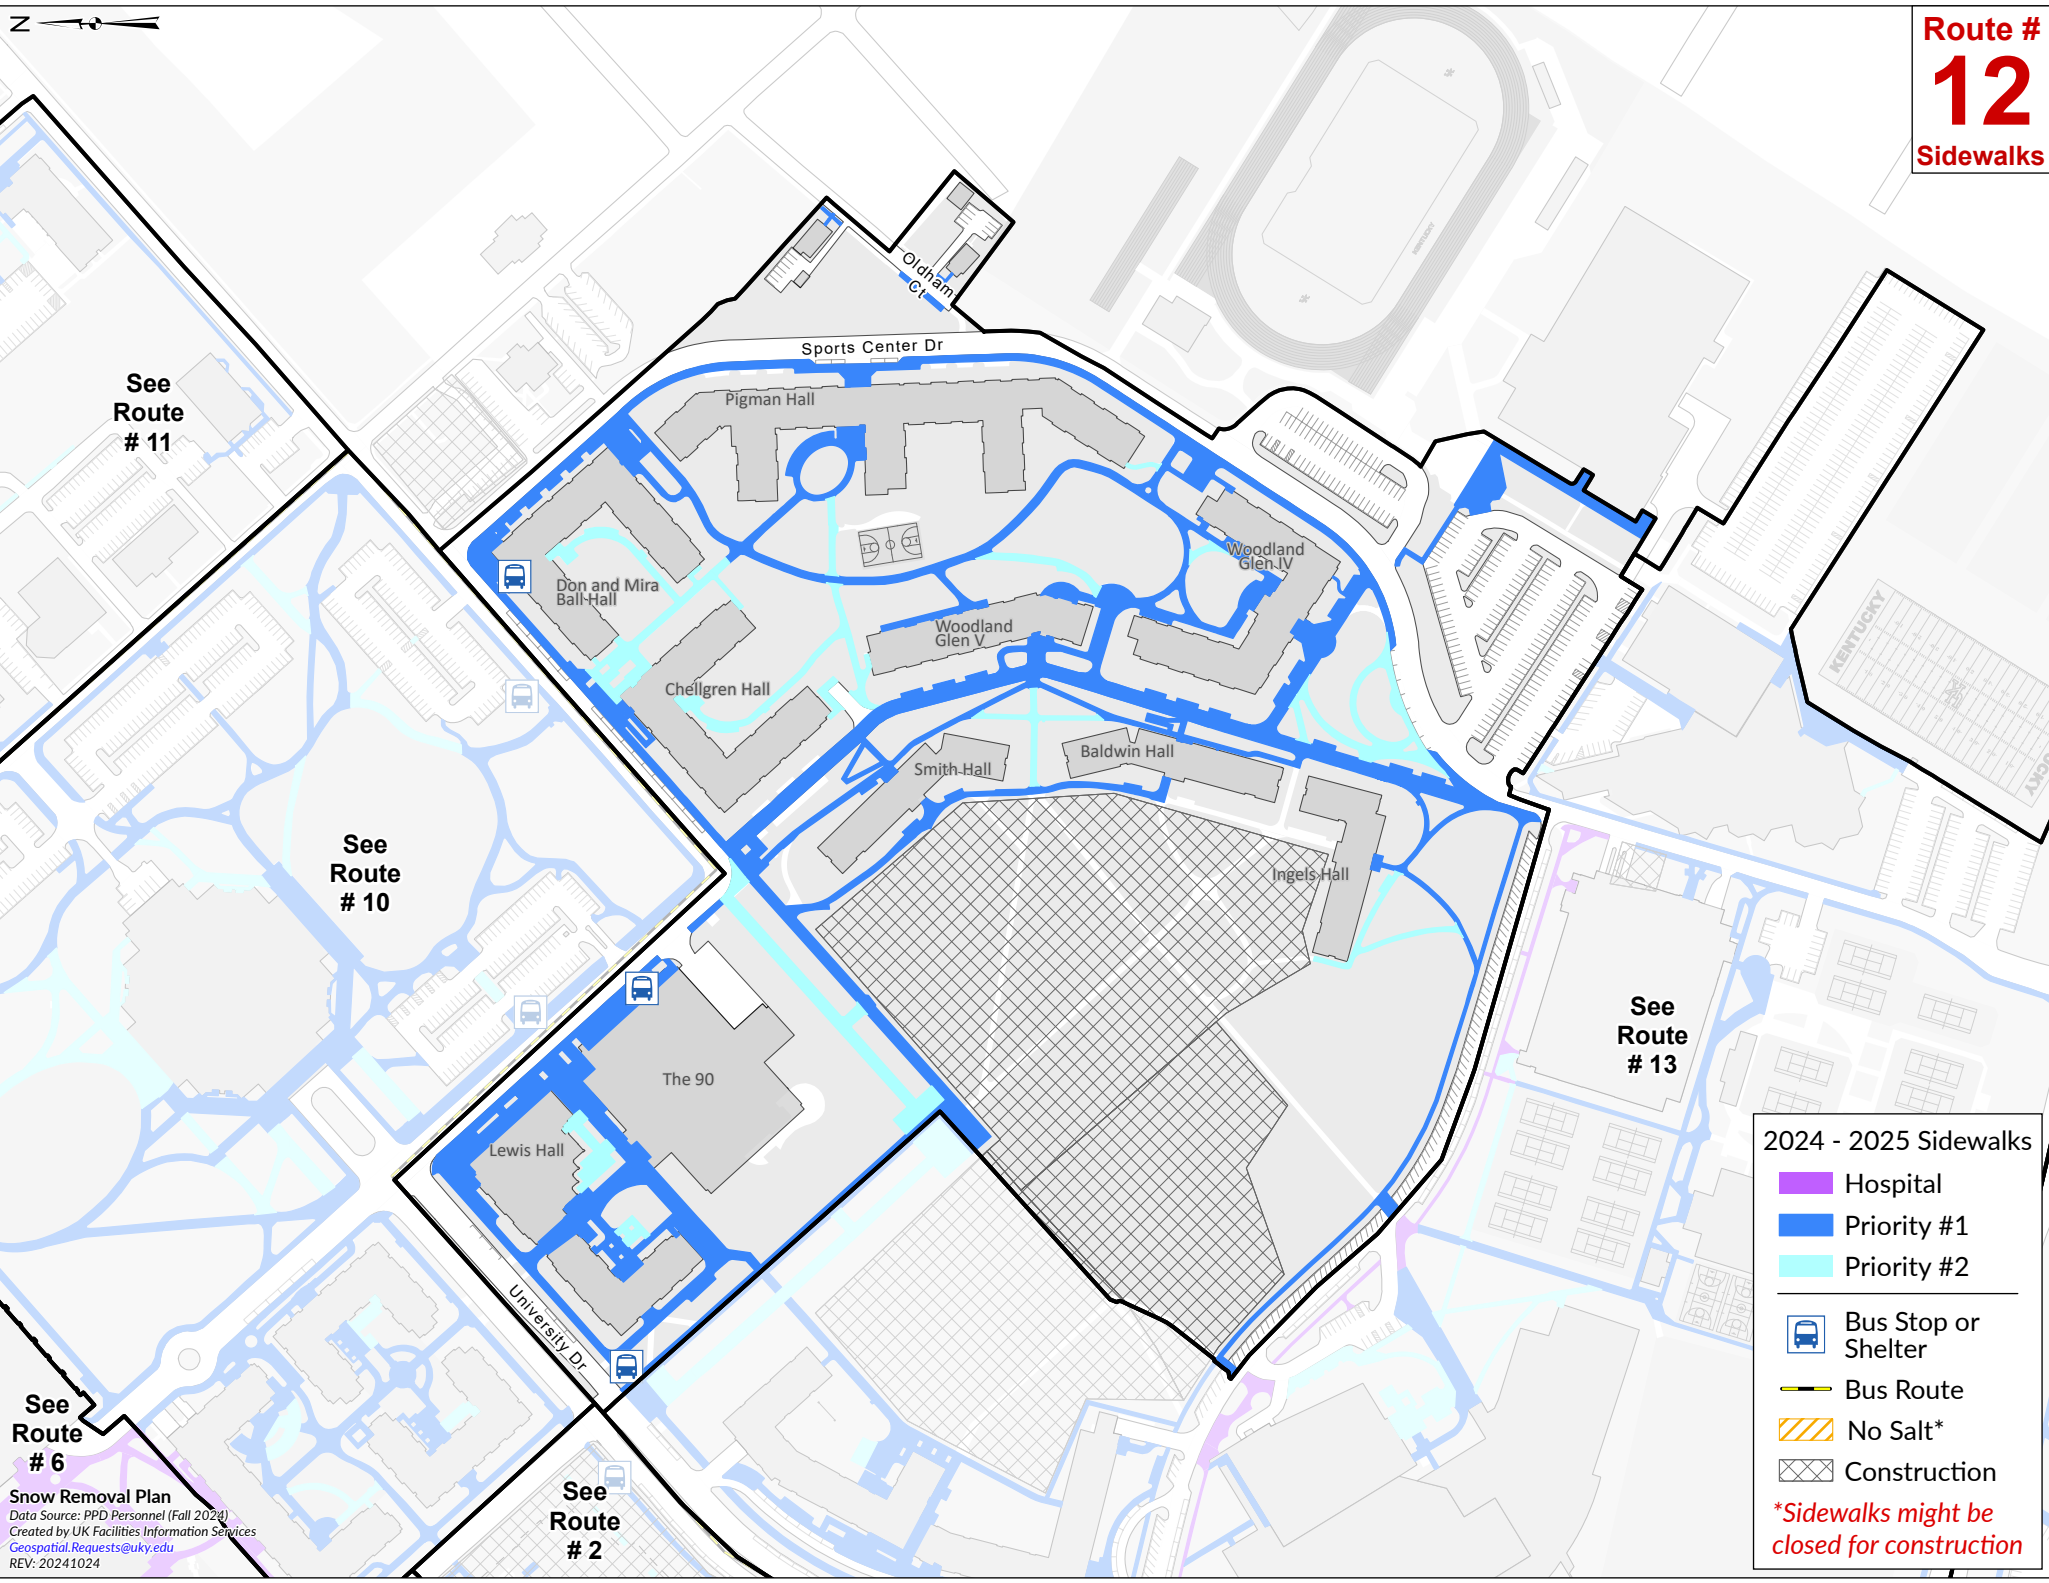 N
Route #
12
Sidewalks
Oldham
Ct
Sports Center Dr
Pigman Hall
KENTUCKY
See
Route
# 11
Woodland
Glen IV
Don and Mira
Ball Hall
Woodland
Glen V
KENTUCKY
Chellgren Hall
Baldwin Hall
Smith Hall
See
Route
# 10
Ingels Hall
See
Route
# 13
The 90
Lewis Hall
University Dr
See
Route
# 6
See
Route
# 2
2024 - 2025 Sidewalks
Hospital
Priority #1
Priority #2
Bus Stop or
Shelter
Bus Route
No Salt*
Construction
*Sidewalks might be
closed for construction
Snow Removal Plan
Data Source: PPD Personnel (Fall 2024)
Created by UK Facilities Information Services
Geospatial.Requests@uky.edu
REV: 20241024